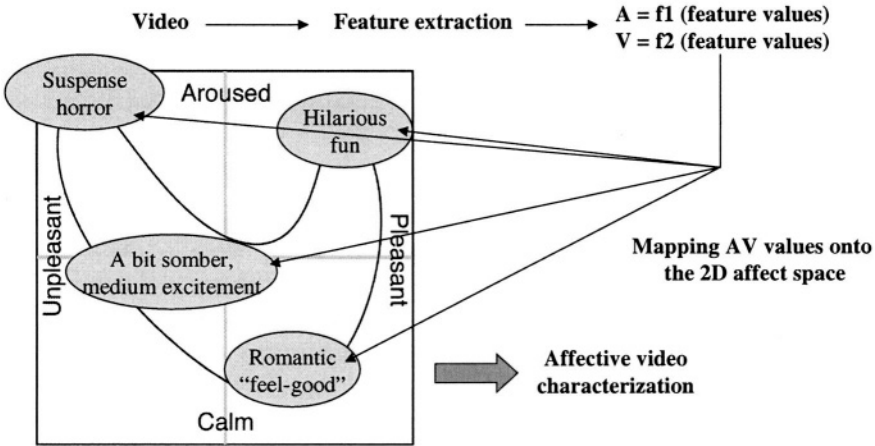 Video
Feature extraction
A = f1 (feature values)
V = f2 (feature values)
Suspense
horror
Aroused
Hilarious
fun
Unpleasant
Pleasant
A bit somber,
medium excitement
Mapping AV values onto
the 2D affect space
Romantic
“feel-good”
Affective video
characterization
Calm